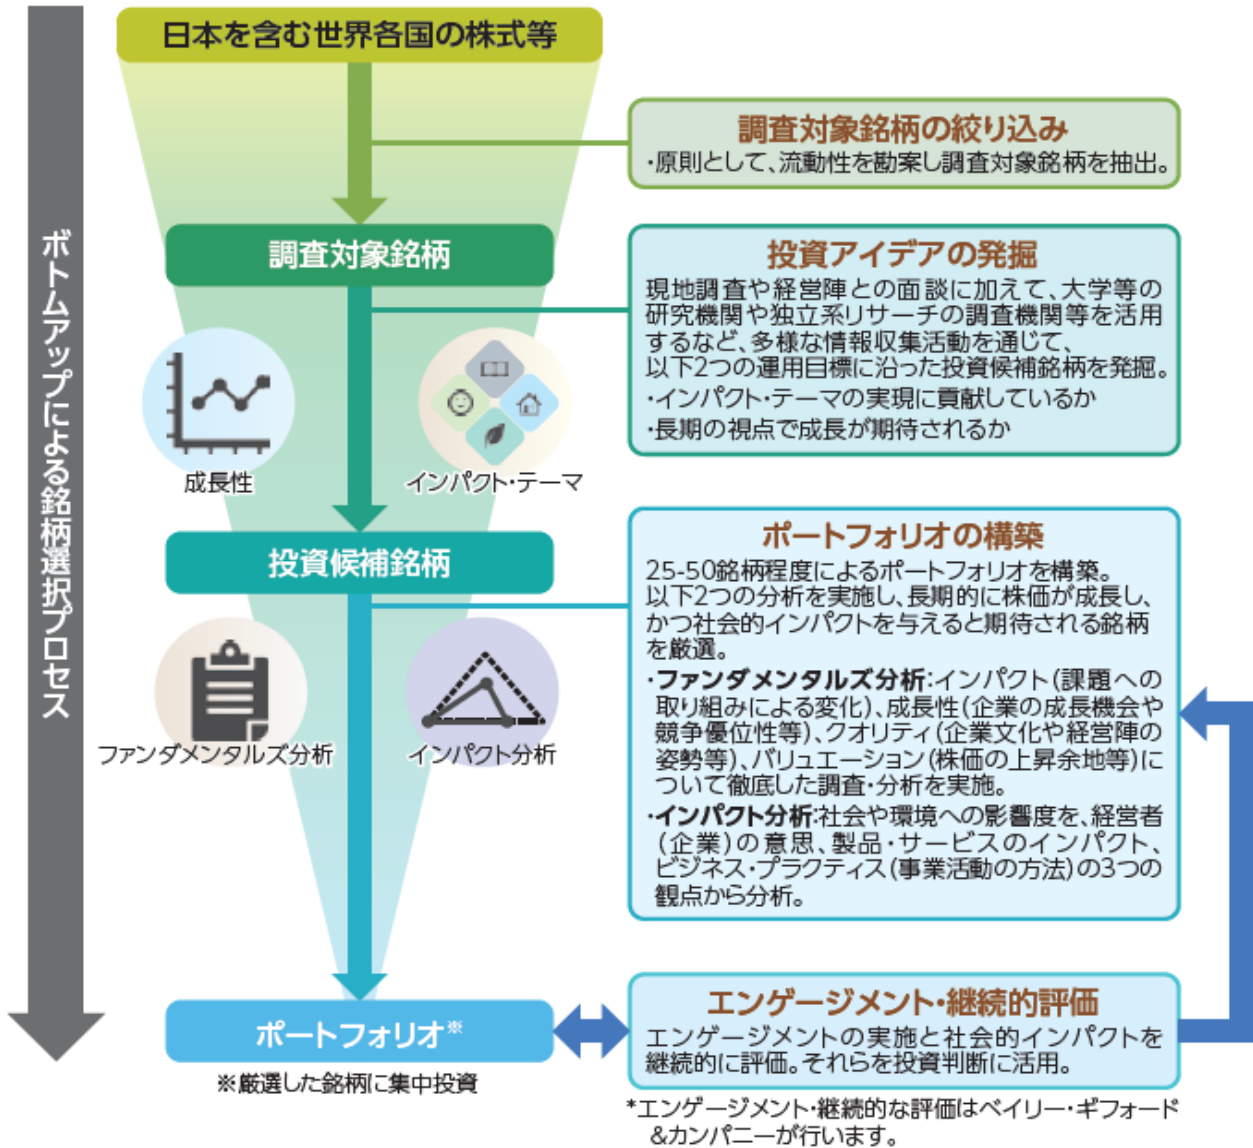 ボトムアップによる銘柄選択プロセス
日本を含む世界各国の株式等
調査対象銘柄の絞り込み
・原則として、流動性を勘案し調査対象銘柄を抽出。
調査対象銘柄
投資アイデアの発掘
現地調査や経営陣との面談に加えて、大学等の
研究機関や独立系リサーチの調査機関等を活用
するなど、多様な情報収集活動を通じて、
以下2つの運用目標に沿った投資候補銘柄を発掘。
・インパクト・テーマの実現に貢献しているか
・長期の視点で成長が期待されるか
成長性
インパクト・テーマ
投資候補銘柄
ポートフォリオの構築
25-50銘柄程度によるポートフォリオを構築。
以下2つの分析を実施し、長期的に株価が成長し、
かつ社会的インパクトを与えると期待される銘柄
を厳選。
・ファンダメンタルズ分析:インパクト(課題への
取り組みによる変化)、成長性(企業の成長機会や
競争優位性等)、クオリティ(企業文化や経営陣の
姿勢等)、バリュエーション(株価の上昇余地等)に
ついて徹底した調査・分析を実施。
・インパクト分析:社会や環境への影響度を、経営者
(企業)の意思、製品・サービスのインパクト、
ビジネス・プラクティス(事業活動の方法)の3つの
観点から分析。
ファンダメンタルズ分析
インパクト分析
ポートフォリオ※
※厳選した銘柄に集中投資
エンゲージメント・継続的評価
エンゲージメントの実施と社会的インパクトを
継続的に評価。それらを投資判断に活用。
*エンゲージメント・継続的な評価はベイリー・ギフォード
&カンパニーが行います。